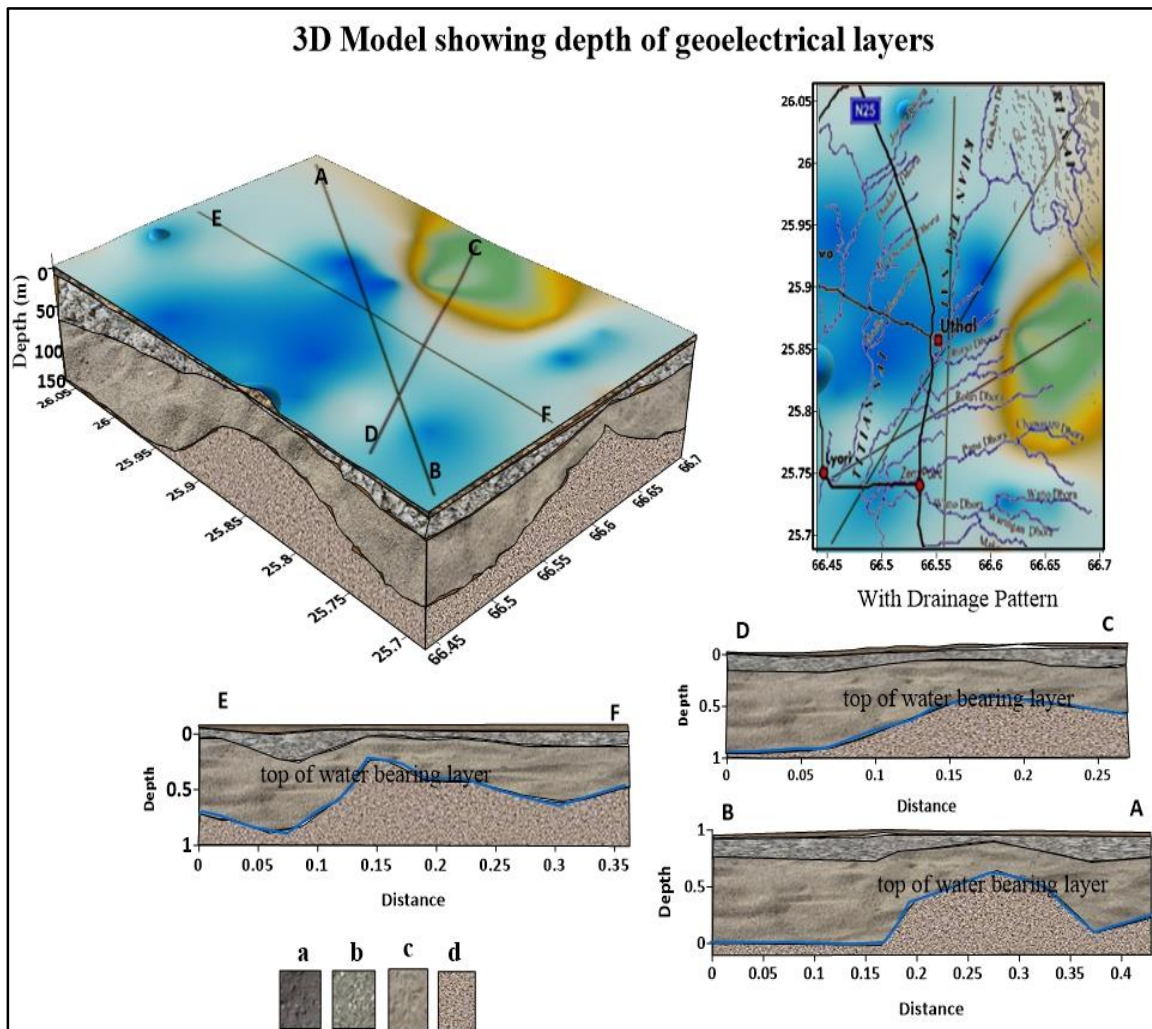 3D Model showing depth of geoelectrical layers
A
E
C
D
F
B
Depth (m)
0
50
100
150
26.05
26
25.95
25.9
25.85
25.8
25.75
25.7
66.45
66.5
66.55
66.6
66.65
66.7
26.05
26
25.95
25.9
25.85
25.8
25.75
25.7
N25
KHANTRI NAI
Uthal
Lyari
TITIAN NAI
Watto Dhora
66.45
66.5
66.55
66.6
66.65
66.7
With Drainage Pattern
D
C
0
0.5
1
Depth
top of water bearing layer
0
0.05
0.1
0.15
0.2
0.25
Distance
E
F
0
0.5
1
Depth
top of water bearing layer
0
0.05
0.1
0.15
0.2
0.25
0.3
0.35
Distance
B
A
1
0.5
0
Depth
top of water bearing layer
0
0.05
0.1
0.15
0.2
0.25
0.3
0.35
0.4
Distance
a
b
c
d